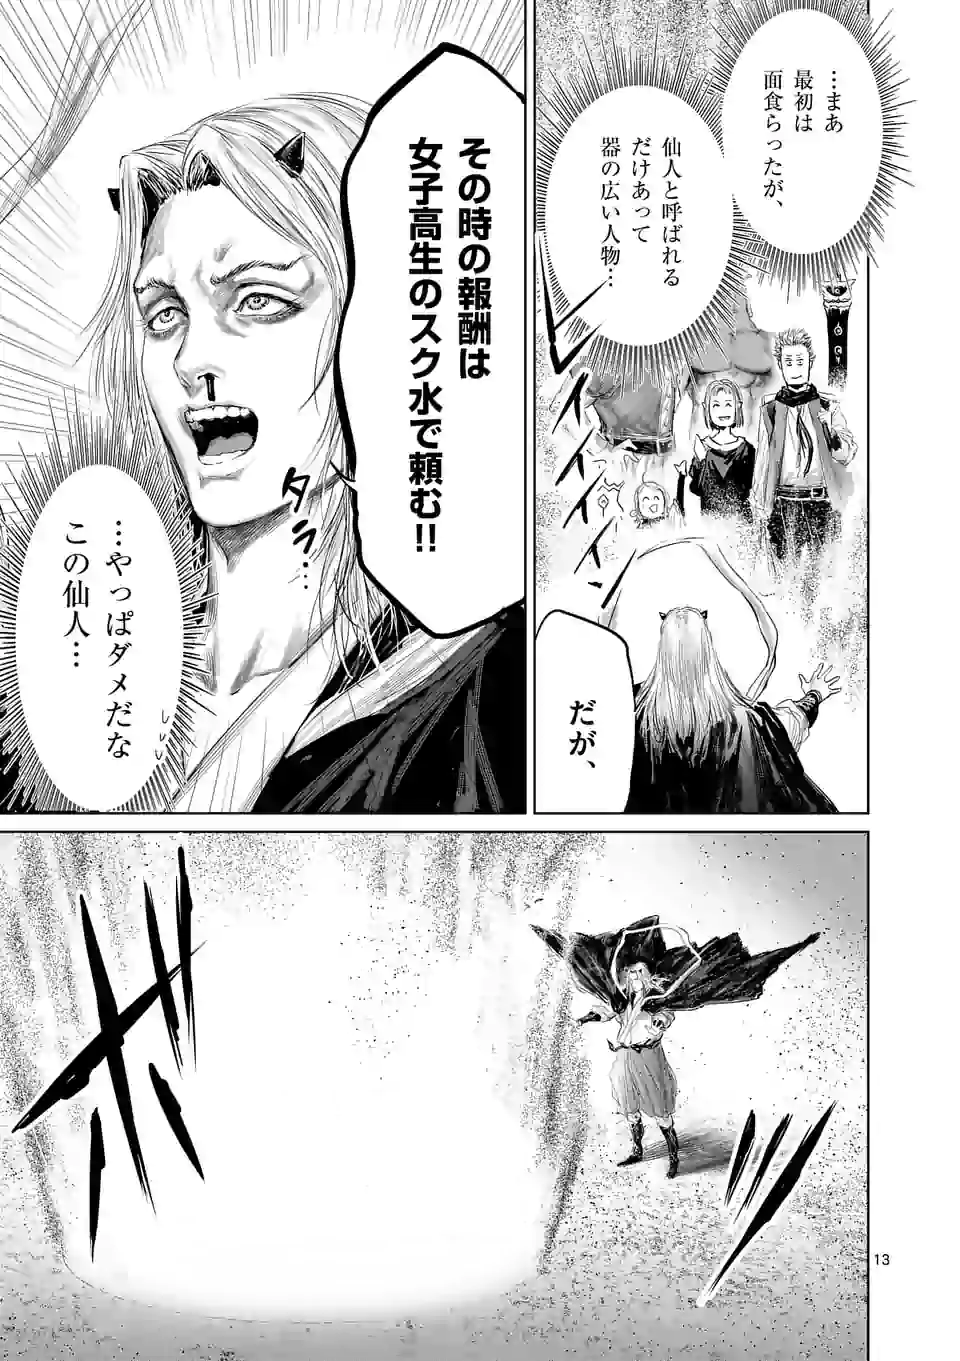 …まあ
最初は
面食らったが、
仙人と呼ばれる
だけあって
器の広い人物…
だが、
その時の報酬は
女子高生のスク水で頼む!!
タラ…
…やっぱダメだな
この仙人…
13